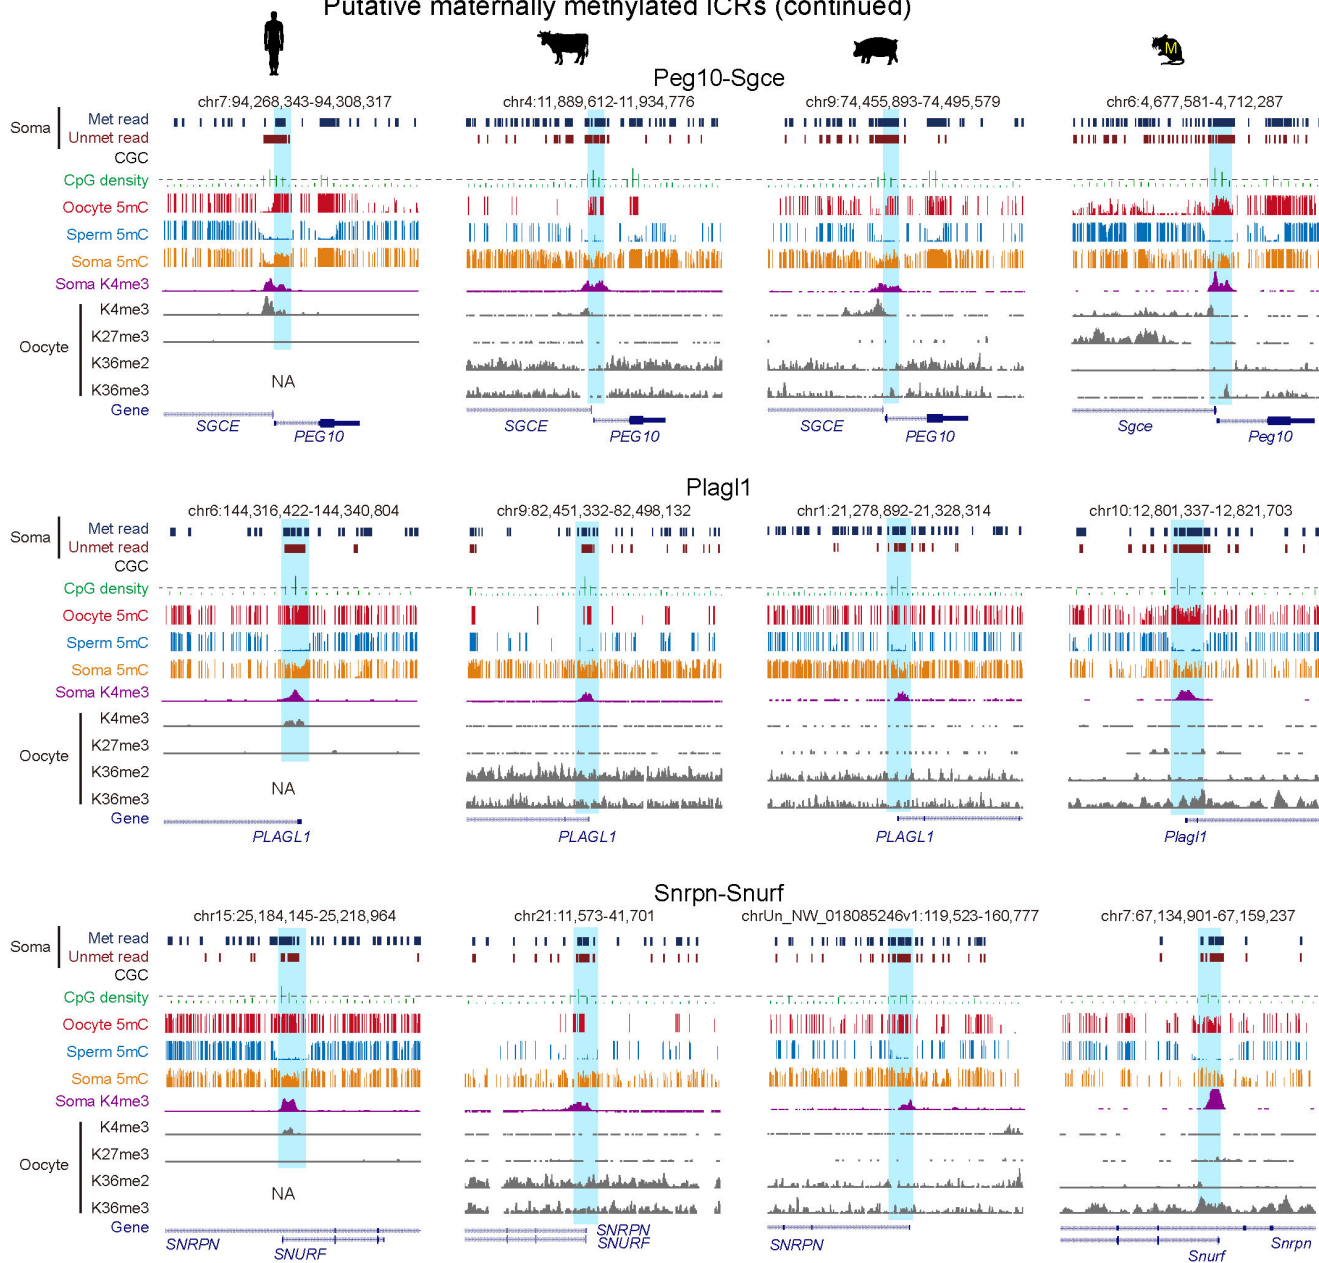 Putative maternally methylated ICRs (continued)
M
Peg10-Sgce
chr7:94,268,343-94,308,317 chr4:11,889,612-11,934,776 chr9:74,455,893-74,495,579 chr6:4,677,581-4,712,287
Soma
Met read
Unmet read
CGC
CpG density
Oocyte 5mC
Sperm 5mC
Soma 5mC
Soma K4me3
Oocyte
K4me3
K27me3
K36me2
K36me3
NA
Gene
SGCE PEG10 SGCE PEG10 SGCE PEG10 Sgce Peg10
Plagl1
chr6:144,316,422-144,340,804 chr9:82,451,332-82,498,132 chr1:21,278,892-21,328,314 chr10:12,801,337-12,821,703
Soma
Met read
Unmet read
CGC
CpG density
Oocyte 5mC
Sperm 5mC
Soma 5mC
Soma K4me3
Oocyte
K4me3
K27me3
K36me2
K36me3
NA
Gene
PLAGL1 PLAGL1 PLAGL1 Plagl1
Snrpn-Snurf
chr15:25,184,145-25,218,964 chr21:11,573-41,701 chrUn_NW_018085246v1:119,523-160,777 chr7:67,134,901-67,159,237
Soma
Met read
Unmet read
CGC
CpG density
Oocyte 5mC
Sperm 5mC
Soma 5mC
Soma K4me3
Oocyte
K4me3
K27me3
K36me2
K36me3
NA
Gene
SNRPN SNURF SNRPN SNURF SNRPN Snurf Snrpn